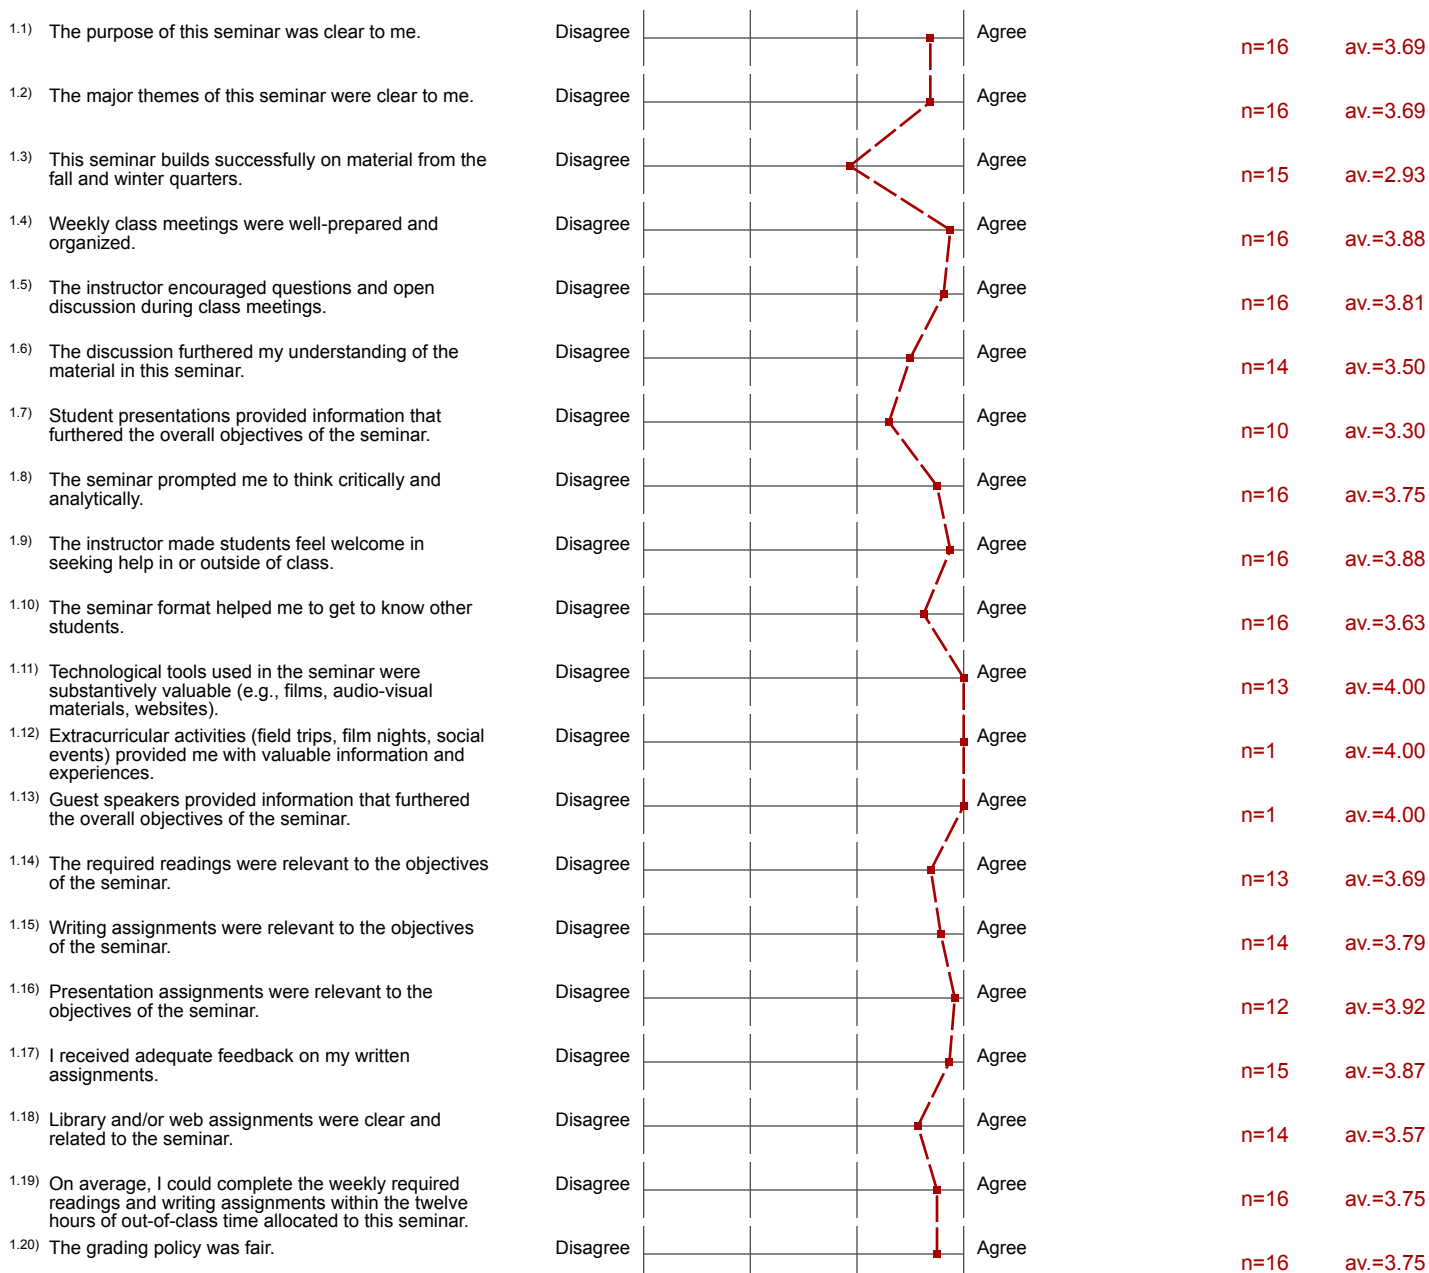 1.1) The purpose of this seminar was clear to me. Disagree Agree n=16 av.=3.69
1.2) The major themes of this seminar were clear to me. Disagree Agree n=16 av.=3.69
1.3) This seminar builds successfully on material from the Disagree Agree n=15 av.=2.93
fall and winter quarters.
1.4) Weekly class meetings were well-prepared and Disagree Agree n=16 av.=3.88
organized.
1.5) The instructor encouraged questions and open Disagree Agree n=16 av.=3.81
discussion during class meetings.
1.6) The discussion furthered my understanding of the Disagree Agree n=14 av.=3.50
material in this seminar.
1.7) Student presentations provided information that Disagree Agree n=10 av.=3.30
furthered the overall objectives of the seminar.
1.8) The seminar prompted me to think critically and Disagree Agree n=16 av.=3.75
analytically.
1.9) The instructor made students feel welcome in Disagree Agree n=16 av.=3.88
seeking help in or outside of class.
1.10) The seminar format helped me to get to know other Disagree Agree n=16 av.=3.63
students.
1.11) Technological tools used in the seminar were Disagree Agree n=13 av.=4.00
substantively valuable (e.g., films, audio-visual
materials, websites).
1.12) Extracurricular activities (field trips, film nights, social Disagree Agree n=1 av.=4.00
events) provided me with valuable information and
experiences.
1.13) Guest speakers provided information that furthered Disagree Agree n=1 av.=4.00
the overall objectives of the seminar.
1.14) The required readings were relevant to the objectives Disagree Agree n=13 av.=3.69
of the seminar.
1.15) Writing assignments were relevant to the objectives Disagree Agree n=14 av.=3.79
of the seminar.
1.16) Presentation assignments were relevant to the Disagree Agree n=12 av.=3.92
objectives of the seminar.
1.17) I received adequate feedback on my written Disagree Agree n=15 av.=3.87
assignments.
1.18) Library and/or web assignments were clear and Disagree Agree n=14 av.=3.57
related to the seminar.
1.19) On average, I could complete the weekly required Disagree Agree n=16 av.=3.75
readings and writing assignments within the twelve
hours of out-of-class time allocated to this seminar.
1.20) The grading policy was fair. Disagree Agree n=16 av.=3.75